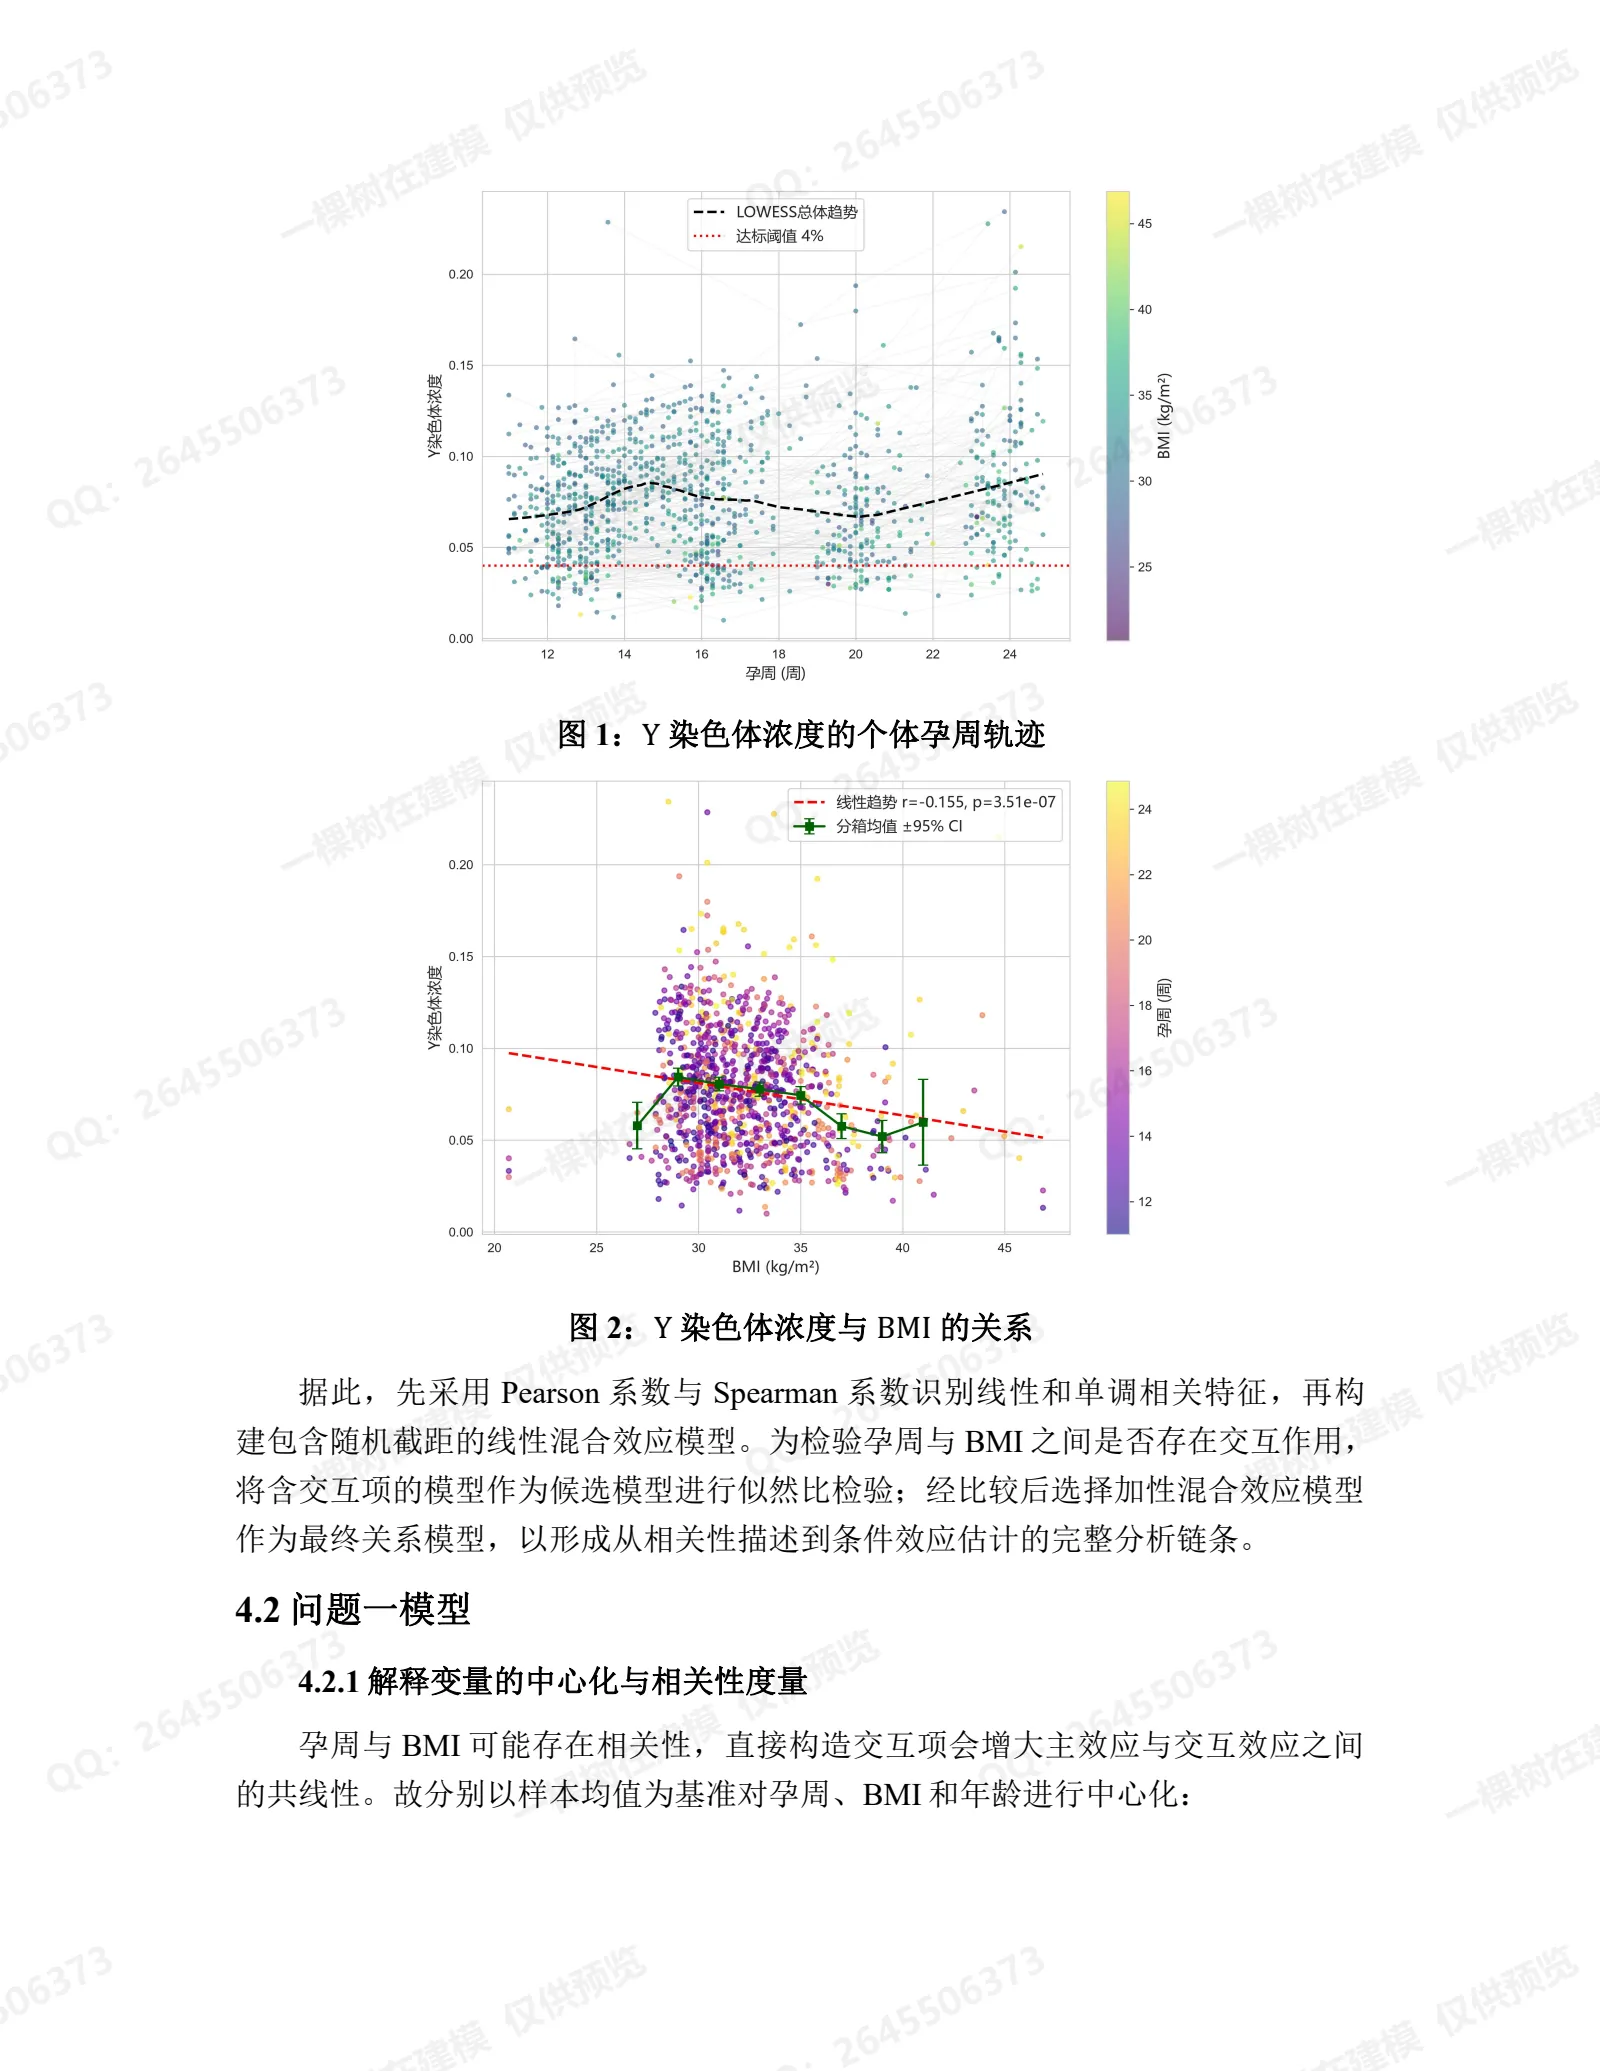 LOWESS总体趋势
达标阈值 4%
0.20
0.15
0.10
0.05
0.00
Y染色体浓度
12 14 16 18 20 22 24
孕周 (周)
45
40
35
30
25
BMI (kg/m²)
图 1：Y 染色体浓度的个体孕周轨迹
线性趋势 r=-0.155, p=3.51e-07
分箱均值 ±95% CI
0.20
0.15
0.10
0.05
0.00
Y染色体浓度
20 25 30 35 40 45
BMI (kg/m²)
24
22
20
18
16
14
12
孕周 (周)
图 2：Y 染色体浓度与 BMI 的关系
据此，先采用 Pearson 系数与 Spearman 系数识别线性和单调相关特征，再构
建包含随机截距的线性混合效应模型。为检验孕周与 BMI 之间是否存在交互作用，
将含交互项的模型作为候选模型进行似然比检验；经比较后选择加性混合效应模型
作为最终关系模型，以形成从相关性描述到条件效应估计的完整分析链条。
4.2 问题一模型
4.2.1 解释变量的中心化与相关性度量
孕周与 BMI 可能存在相关性，直接构造交互项会增大主效应与交互效应之间
的共线性。故分别以样本均值为基准对孕周、BMI 和年龄进行中心化：
一棵树在建模 仅供预览
QQ：2645506373